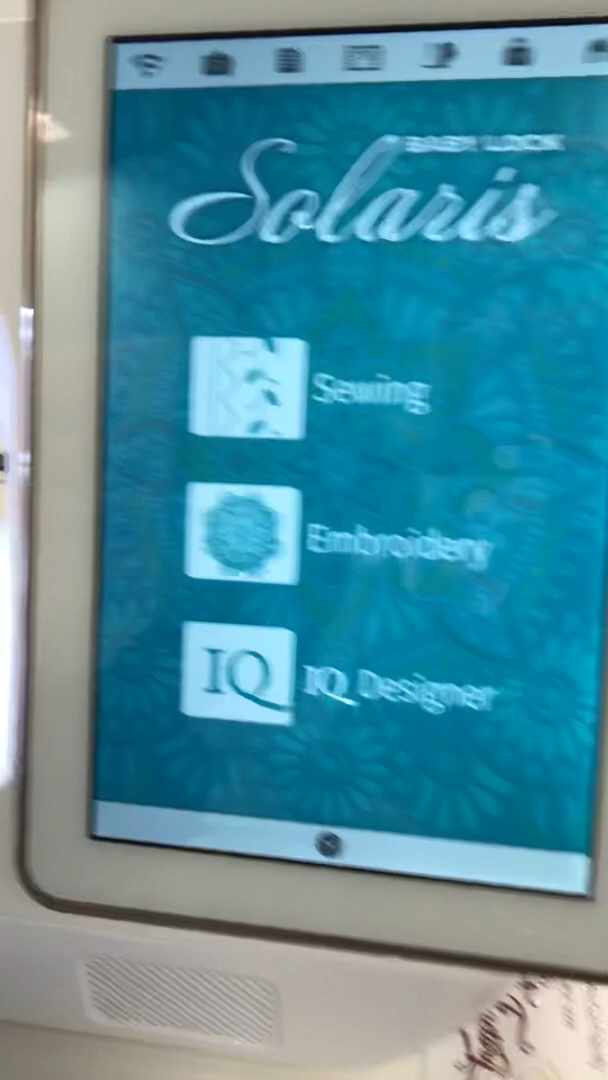 BABY LOCK
Solaris
Sewing
Embroidery
IQ IQ Designer